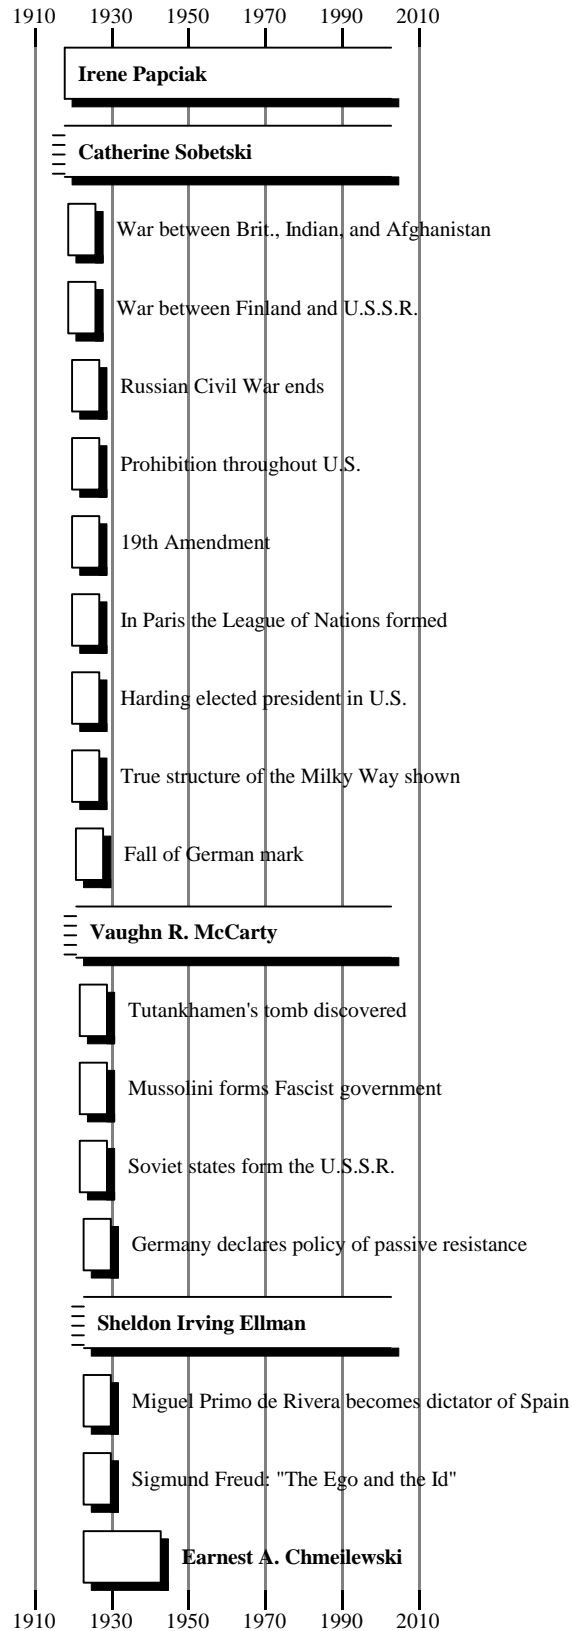 1910 1930 1950 1970 1990 2010
Irene Papciak
Catherine Sobetski
War between Brit., Indian, and Afghanistan
War between Finland and U.S.S.R.
Russian Civil War ends
Prohibition throughout U.S.
19th Amendment
In Paris the League of Nations formed
Harding elected president in U.S.
True structure of the Milky Way shown
Fall of German mark
Vaughn R. McCarty
Tutankhamen's tomb discovered
Mussolini forms Fascist government
Soviet states form the U.S.S.R.
Germany declares policy of passive resistance
Sheldon Irving Ellman
Miguel Primo de Rivera becomes dictator of Spain
Sigmund Freud: "The Ego and the Id"
Earnest A. Chmeilewski
1910 1930 1950 1970 1990 2010